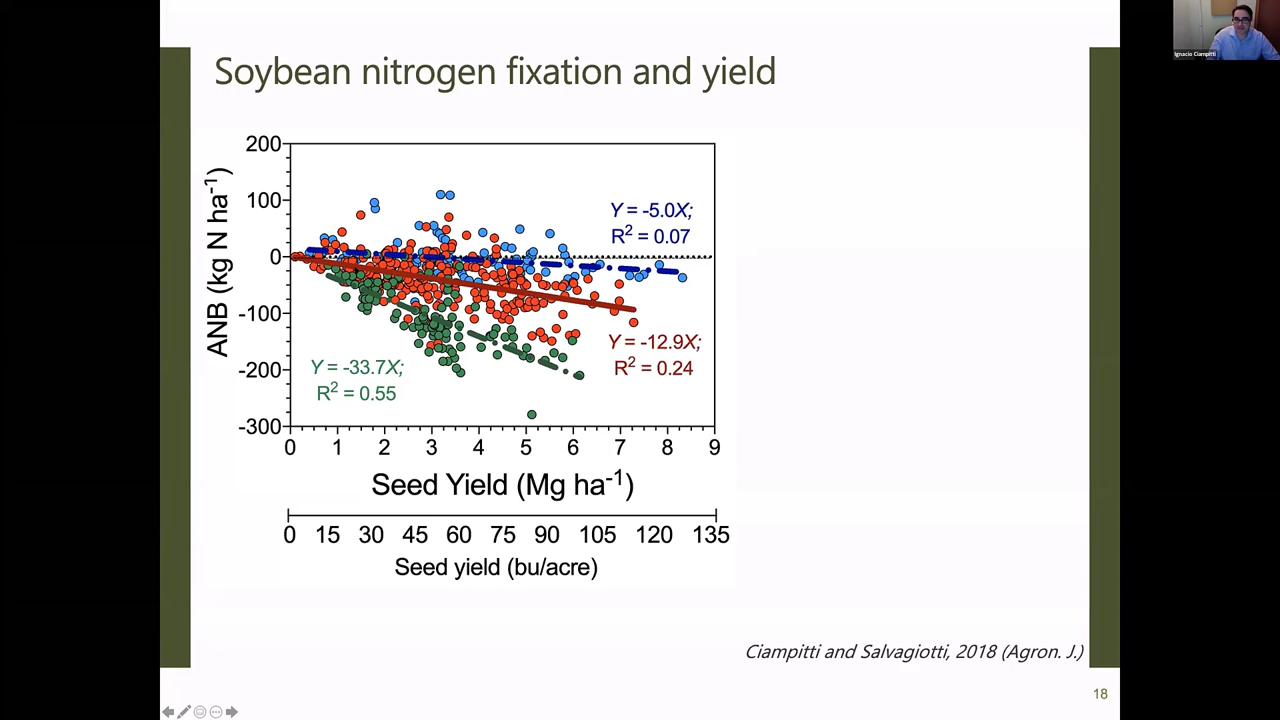 Ignacio Ciampitti
Soybean nitrogen fixation and yield
200
100
0
-100
-200
-300
ANB (kg N ha-1)
Y = -5.0X;
R2 = 0.07
Y = -12.9X;
R2 = 0.24
Y = -33.7X;
R2 = 0.55
0 1 2 3 4 5 6 7 8 9
Seed Yield (Mg ha-1)
0 15 30 45 60 75 90 105 120 135
Seed yield (bu/acre)
Ciampitti and Salvagiotti, 2018 (Agron. J.)
18